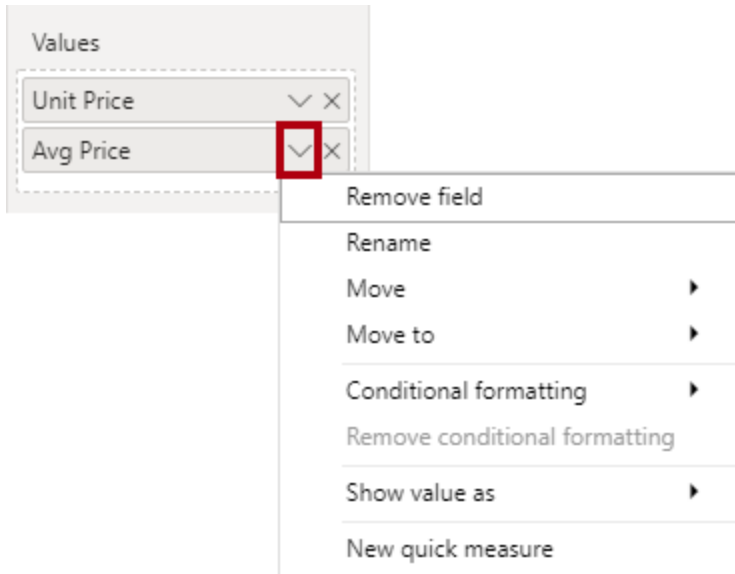 Values
Unit Price
Avg Price
Remove field
Rename
Move
Move to
Conditional formatting
Remove conditional formatting
Show value as
New quick measure